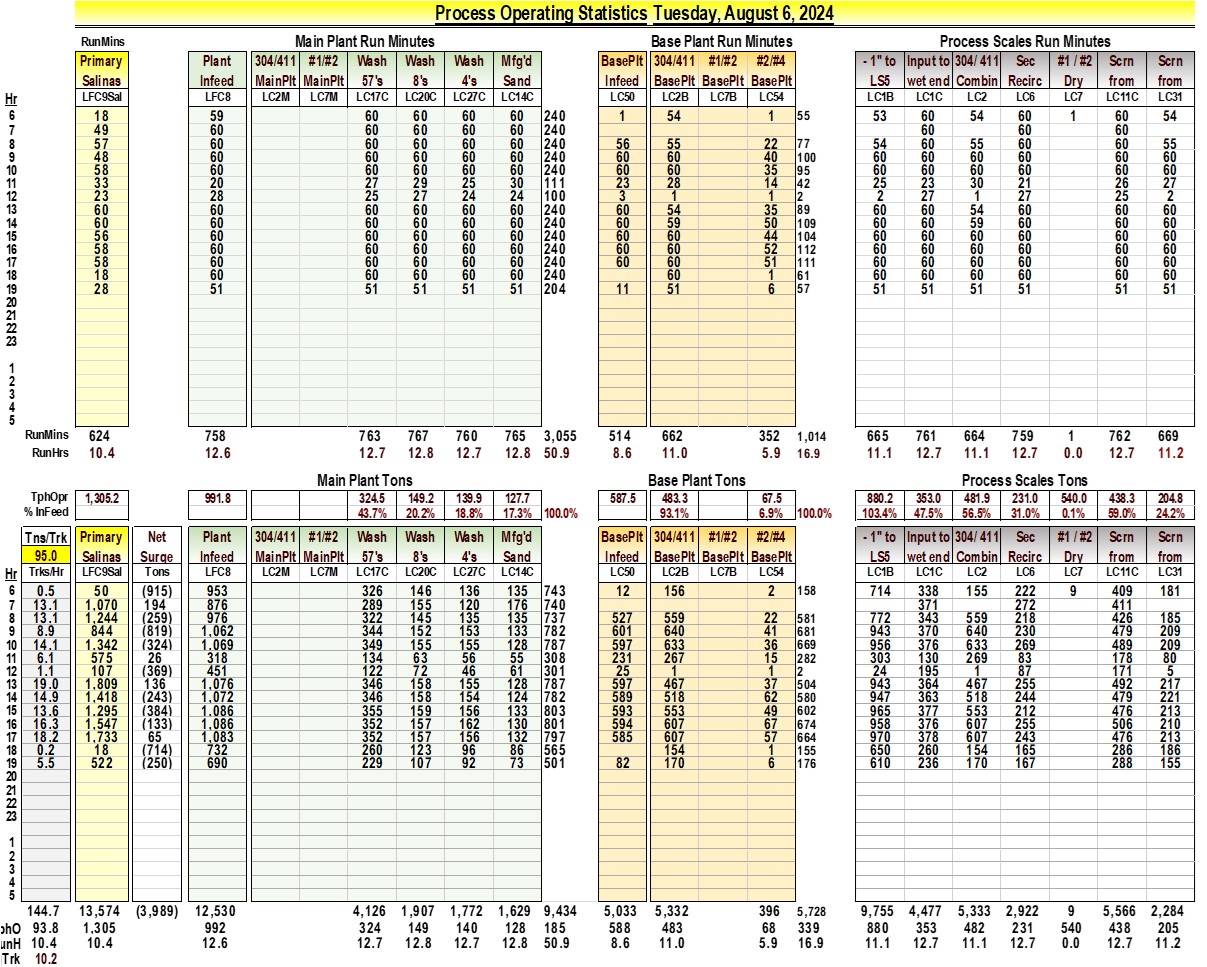 Process Operating Statistics Tuesday, August 6, 2024
RunMins Main Plant Run Minutes Base Plant Run Minutes Process Scales Run Minutes
Primary Plant 304/411 #1/#2 Wash Wash Wash Mfg'd BasePlt 304/411 #1/#2 #2/#4 - 1" to Input to 304/ 411 Sec #1 / #2 Scrn Scrn
Salinas Infeed MainPlt MainPlt 57's 8's 4's Sand Infeed BasePlt BasePlt BasePlt LS5 wet end Combin Recirc Dry from from
Hr LFC9Sal LFC8 LC2M LC7M LC17C LC20C LC27C LC14C LC50 LC2B LC7B LC54 LC1B LC1C LC2 LC6 LC7 LC11C LC31
6 18 59 60 60 60 60 240 1 54 1 55 53 60 54 60 1 60 54
7 49 60 60 60 60 60 240 60 60 60
8 57 60 60 60 60 60 240 56 55 22 77 54 60 55 60 60 55
9 48 60 60 60 60 60 240 60 60 40 100 60 60 60 60 60 60
10 58 60 60 60 60 60 240 60 60 35 95 60 60 60 60 60 60
11 33 20 27 29 25 30 111 23 28 14 42 25 23 30 21 26 27
12 23 28 25 27 24 24 100 3 1 1 2 2 27 1 27 25 2
13 60 60 60 60 60 60 240 60 54 35 89 60 60 54 60 60 60
14 60 60 60 60 60 60 240 60 59 50 109 60 60 59 60 60 60
15 56 60 60 60 60 60 240 60 60 44 104 60 60 60 60 60 60
16 58 60 60 60 60 60 240 60 60 52 112 60 60 60 60 60 60
17 58 60 60 60 60 60 240 60 60 51 111 60 60 60 60 60 60
18 18 60 60 60 60 60 240 60 1 61 60 60 60 60 60 60
19 28 51 51 51 51 51 204 11 51 6 57 51 51 51 51 51 51
20
21
22
23
1
2
3
4
5
RunMins 624 758 763 767 760 765 3,055 514 662 352 1,014 665 761 664 759 1 762 669
RunHrs 10.4 12.6 12.7 12.8 12.7 12.8 50.9 8.6 11.0 5.9 16.9 11.1 12.7 11.1 12.7 0.0 12.7 11.2
Main Plant Tons Base Plant Tons Process Scales Tons
TphOpr 1,305.2 991.8 324.5 149.2 139.9 127.7 587.5 483.3 67.5 880.2 353.0 481.9 231.0 540.0 438.3 204.8
% InFeed 43.7% 20.2% 18.8% 17.3% 100.0% 93.1% 6.9% 100.0% 103.4% 47.5% 56.5% 31.0% 0.1% 59.0% 24.2%
Tns/Trk Primary Net Plant 304/411 #1/#2 Wash Wash Wash Mfg'd BasePlt 304/411 #1/#2 #2/#4 - 1" to Input to 304/ 411 Sec #1 / #2 Scrn Scrn
95.0 Salinas Surge Infeed MainPlt MainPlt 57's 8's 4's Sand Infeed BasePlt BasePlt BasePlt LS5 wet end Combin Recirc Dry from from
Hr Trks/Hr LFC9Sal Tons LFC8 LC2M LC7M LC17C LC20C LC27C LC14C LC50 LC2B LC7B LC54 LC1B LC1C LC2 LC6 LC7 LC11C LC31
6 0.5 50 (915) 953 326 146 136 135 743 12 156 2 158 714 338 155 222 9 409 181
7 13.1 1,070 194 876 289 155 120 176 740 371 272 411
8 13.1 1,244 (259) 976 322 145 135 135 737 527 559 22 581 772 343 559 218 426 185
9 8.9 844 (819) 1,062 344 152 153 133 782 601 640 41 681 943 370 640 230 479 209
10 14.1 1,342 (324) 1,069 349 155 155 128 787 597 633 36 669 956 376 633 269 489 209
11 6.1 575 26 318 134 63 56 55 308 231 267 15 282 303 130 269 83 178 80
12 1.1 107 (369) 451 122 72 46 61 301 25 1 1 2 24 195 1 87 171 5
13 19.0 1,809 136 1,076 346 158 155 128 787 597 467 37 504 943 364 467 255 492 217
14 14.9 1,418 (243) 1,072 346 158 154 124 782 589 518 62 580 947 363 518 244 479 221
15 13.6 1,295 (384) 1,086 355 159 156 133 803 593 553 49 602 965 377 553 212 476 213
16 16.3 1,547 (133) 1,086 352 157 162 130 801 594 607 67 674 958 376 607 255 506 210
17 18.2 1,733 65 1,083 352 157 156 132 797 585 607 57 664 970 378 607 243 476 213
18 0.2 18 (714) 732 260 123 96 86 565 154 1 155 650 260 154 165 286 186
19 5.5 522 (250) 690 229 107 92 73 501 82 170 6 176 610 236 170 167 288 155
20
21
22
23
1
2
3
4
5
144.7 13,574 (3,989) 12,530 4,126 1,907 1,772 1,629 9,434 5,033 5,332 396 5,728 9,755 4,477 5,333 2,922 9 5,566 2,284
phO 93.8 1,305 992 324 149 140 128 185 588 483 68 339 880 353 482 231 540 438 205
unH 10.4 10.4 12.6 12.7 12.8 12.7 12.8 50.9 8.6 11.0 5.9 16.9 11.1 12.7 11.1 12.7 0.0 12.7 11.2
Trk 10.2